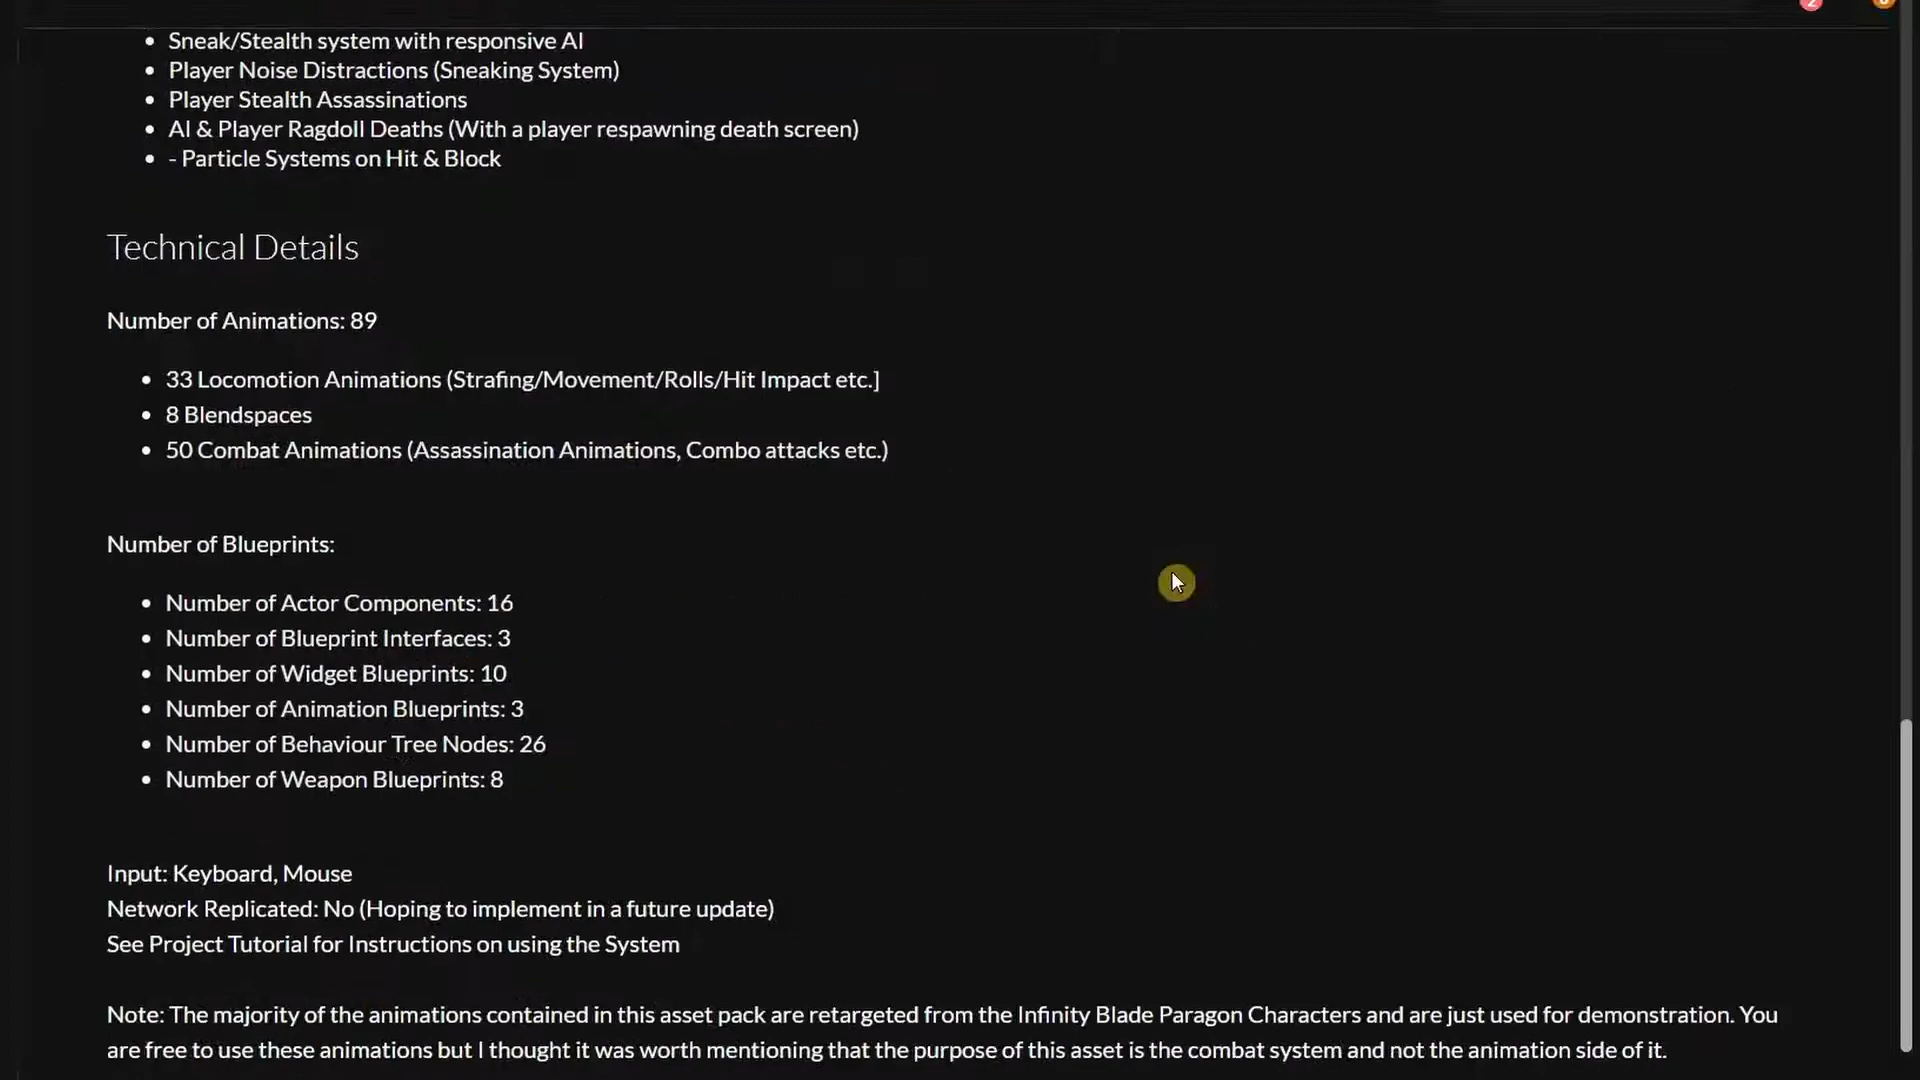 2
Sneak/Stealth system with responsive AI
Player Noise Distractions (Sneaking System)
Player Stealth Assassinations
AI & Player Ragdoll Deaths (With a player respawning death screen)
- Particle Systems on Hit & Block
Technical Details
Number of Animations: 89
33 Locomotion Animations (Strafing/Movement/Rolls/Hit Impact etc.]
8 Blendspaces
50 Combat Animations (Assassination Animations, Combo attacks etc.)
Number of Blueprints:
Number of Actor Components: 16
Number of Blueprint Interfaces: 3
Number of Widget Blueprints: 10
Number of Animation Blueprints: 3
Number of Behaviour Tree Nodes: 26
Number of Weapon Blueprints: 8
Input: Keyboard, Mouse
Network Replicated: No (Hoping to implement in a future update)
See Project Tutorial for Instructions on using the System
Note: The majority of the animations contained in this asset pack are retargeted from the Infinity Blade Paragon Characters and are just used for demonstration. You
are free to use these animations but I thought it was worth mentioning that the purpose of this asset is the combat system and not the animation side of it.